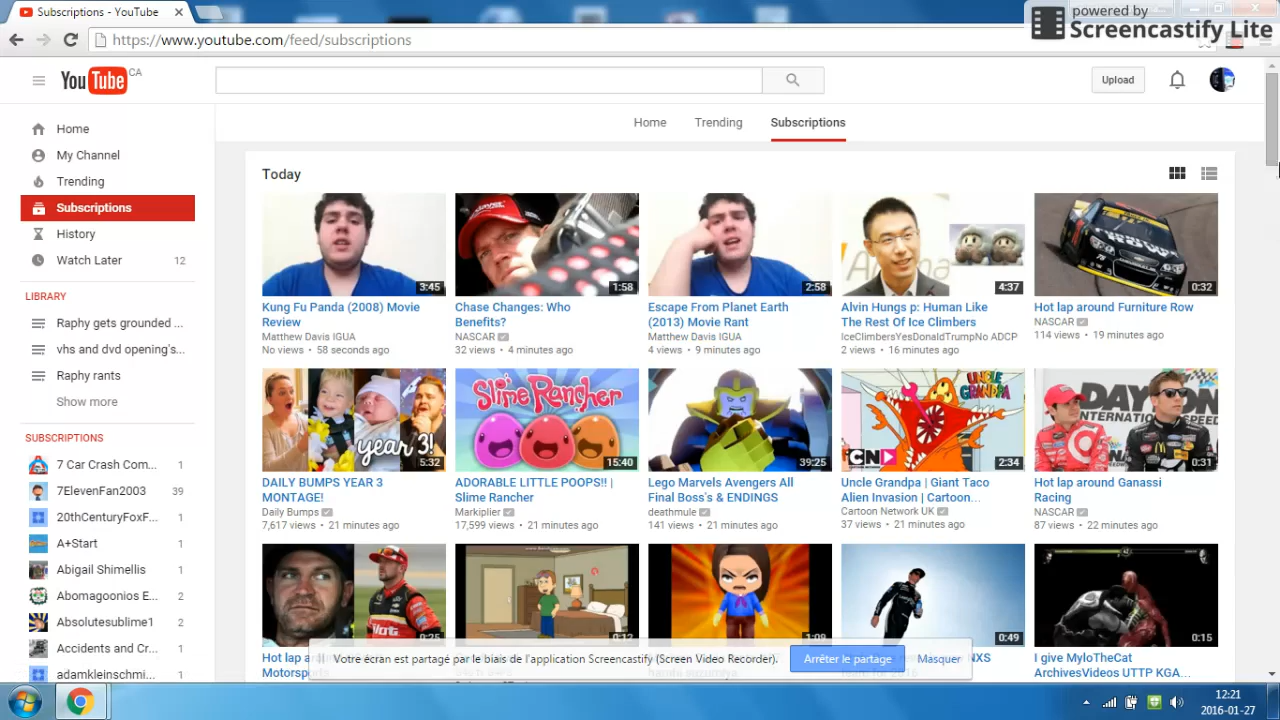 Subscriptions - YouTube
powered by
Screencastify Lite
https://www.youtube.com/feed/subscriptions
YouTube CA
Upload
Home
Trending
Subscriptions
Home
My Channel
Trending
Subscriptions
History
Watch Later 12
LIBRARY
Raphy gets grounded ...
vhs and dvd opening's...
Raphy rants
Show more
SUBSCRIPTIONS
7 Car Crash Com... 1
7ElevenFan2003 39
20thCenturyFoxF... 1
A+Start 1
Abigail Shimellis 1
Abomagoonios E... 2
Absolutesublime1 2
Accidents and Cr... 1
adamkleinschmi... 1
Today
3:45
Kung Fu Panda (2008) Movie
Review
Matthew Davis IGUA
No views • 58 seconds ago
1:58
Chase Changes: Who
Benefits?
NASCAR
32 views • 4 minutes ago
2:58
Escape From Planet Earth
(2013) Movie Rant
Matthew Davis IGUA
4 views • 9 minutes ago
4:37
Alvin Hungs p: Human Like
The Rest Of Ice Climbers
IceClimbersYesDonaldTrumpNo ADCP
2 views • 16 minutes ago
0:32
Hot lap around Furniture Row
NASCAR
114 views • 19 minutes ago
year 3!
5:32
DAILY BUMPS YEAR 3
MONTAGE!
Daily Bumps
7,617 views • 21 minutes ago
Slime Rancher
15:40
ADORABLE LITTLE POOPS!! |
Slime Rancher
Markiplier
17,599 views • 21 minutes ago
39:25
Lego Marvels Avengers All
Final Boss's & ENDINGS
deathmule
141 views • 21 minutes ago
UNCLE
GRANDPA
CN
2:34
Uncle Grandpa | Giant Taco
Alien Invasion | Cartoon...
Cartoon Network UK
37 views • 21 minutes ago
DAYTON
INTERNATIONAL SPEE
0:31
Hot lap around Ganassi
Racing
NASCAR
87 views • 22 minutes ago
0:25
Hot lap
Motorsp
0:12
1:09
0:49
NXS
0:15
I give MyloTheCat
ArchivesVideos UTTP KGA...
Votre écran est partagé par le biais de l'application Screencastify (Screen Video Recorder).
Arrêter le partage
Masquer
12:21
2016-01-27